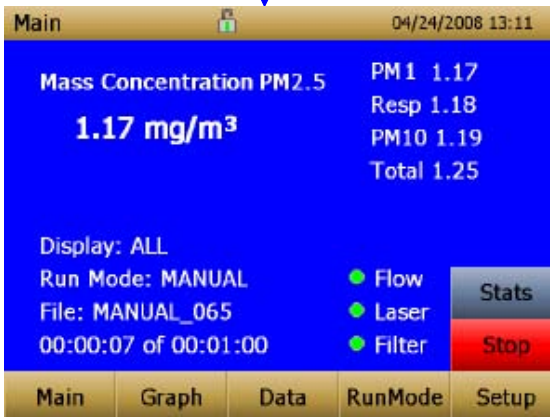 Main 04/24/2008 13:11
Mass Concentration PM2.5
1.17 mg/m³
PM1 1.17
Resp 1.18
PM10 1.19
Total 1.25
Display: ALL
Run Mode: MANUAL
File: MANUAL_065
00:00:07 of 00:01:00
Flow
Laser
Filter
Stats
Stop
Main Graph Data RunMode Setup